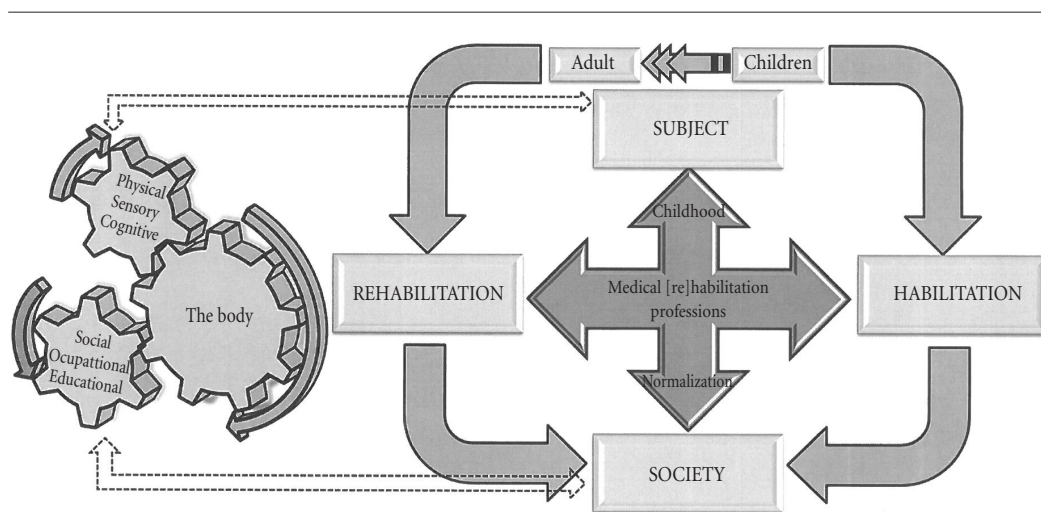 Adult
Children
SUBJECT
Physical
Sensory
Cognitive
Childhood
REHABILITATION
Medical [re]habilitation
professions
HABILITATION
The body
Social
Ocupattional
Educational
Normalization
SOCIETY